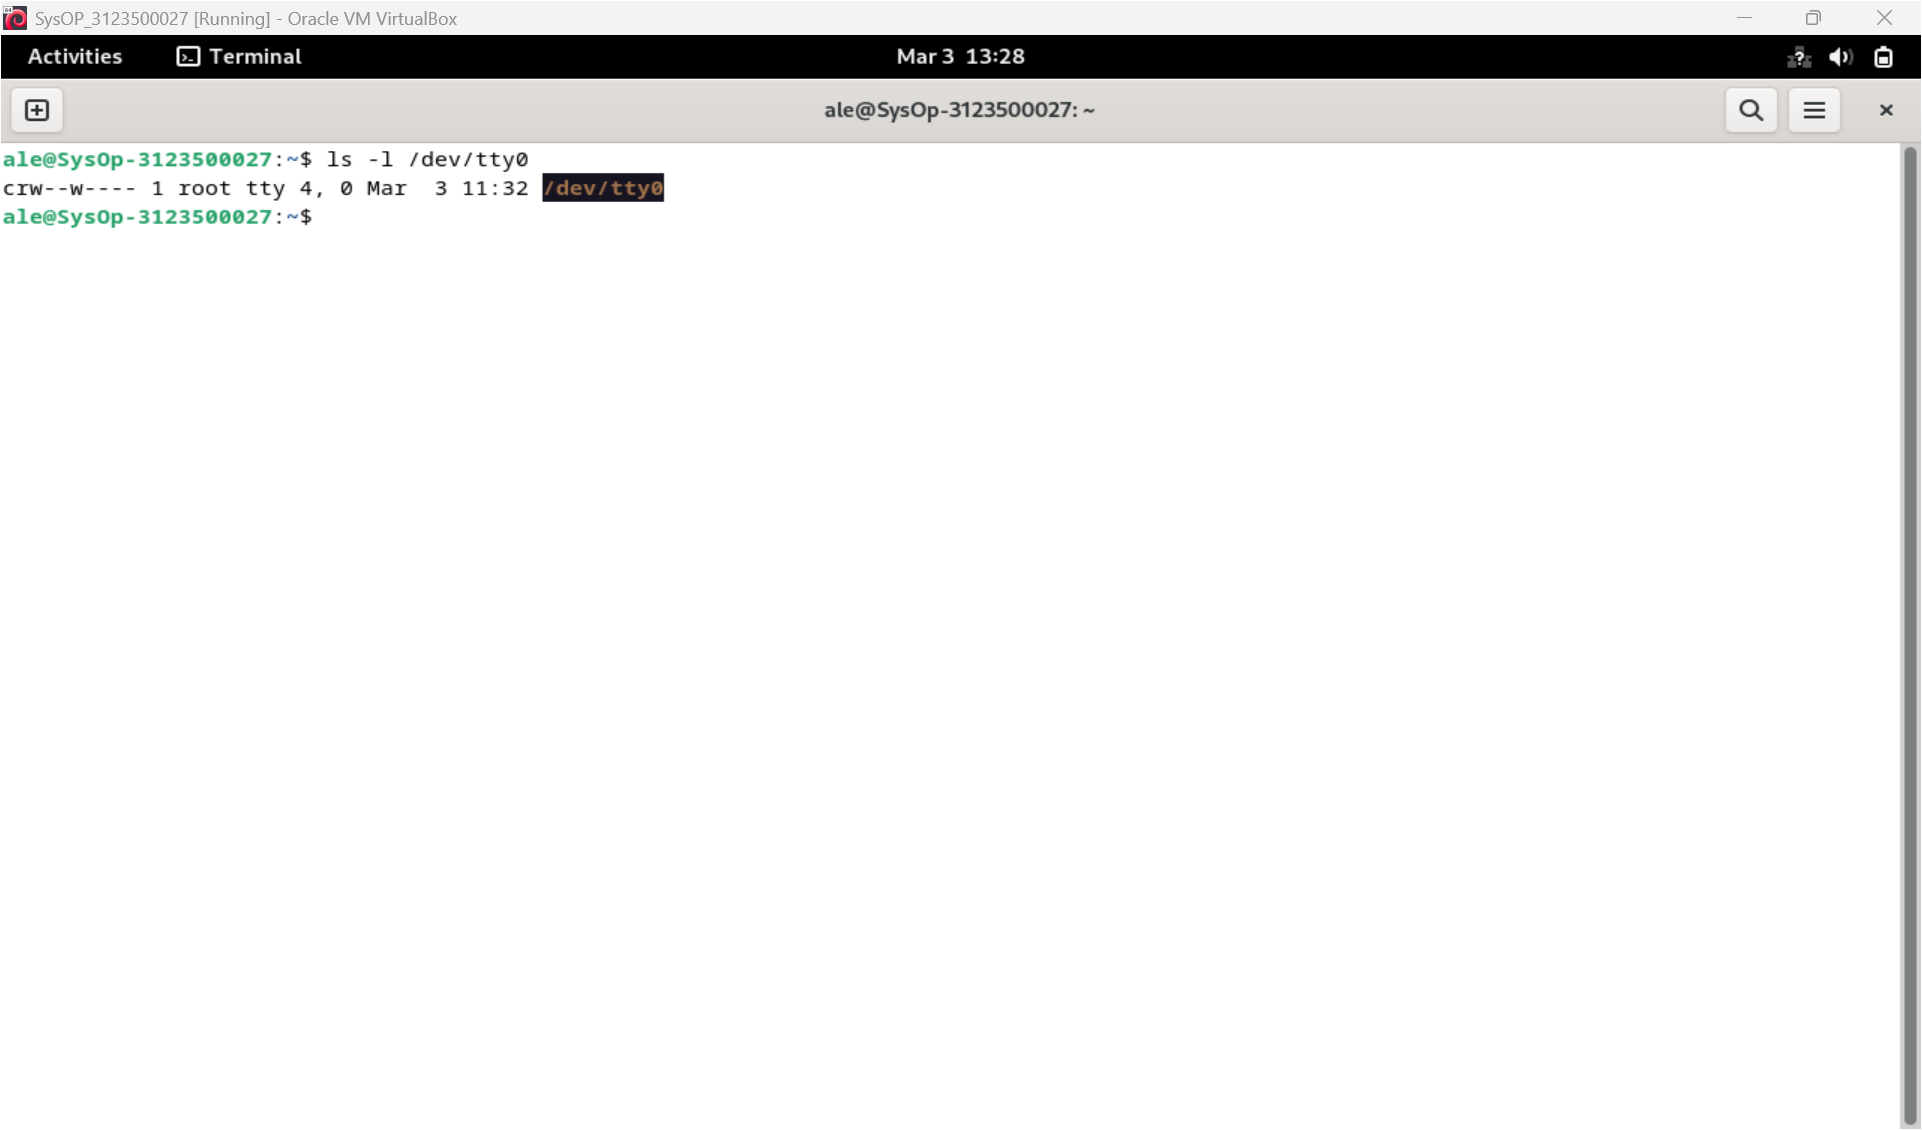 SysOP_3123500027 [Running] - Oracle VM VirtualBox
Activities Terminal Mar 3 13:28
ale@SysOp-3123500027: ~
ale@SysOp-3123500027:~$ ls -l /dev/tty0
crw--w---- 1 root tty 4, 0 Mar  3 11:32 /dev/tty0
ale@SysOp-3123500027:~$